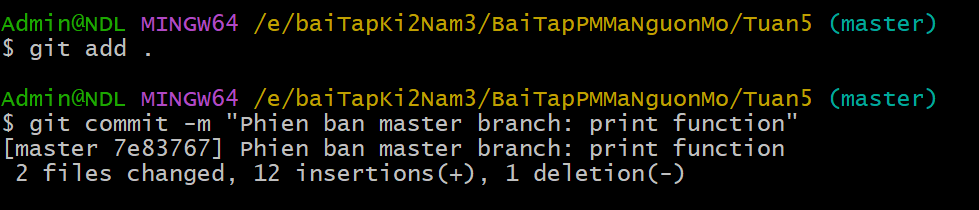 Admin@NDL MINGW64 /e/baiTapKi2Nam3/BaiTapPMMaNguonMo/Tuan5 (master)
$ git add .
Admin@NDL MINGW64 /e/baiTapKi2Nam3/BaiTapPMMaNguonMo/Tuan5 (master)
$ git commit -m "Phien ban master branch: print function"
[master 7e83767] Phien ban master branch: print function
 2 files changed, 12 insertions(+), 1 deletion(-)